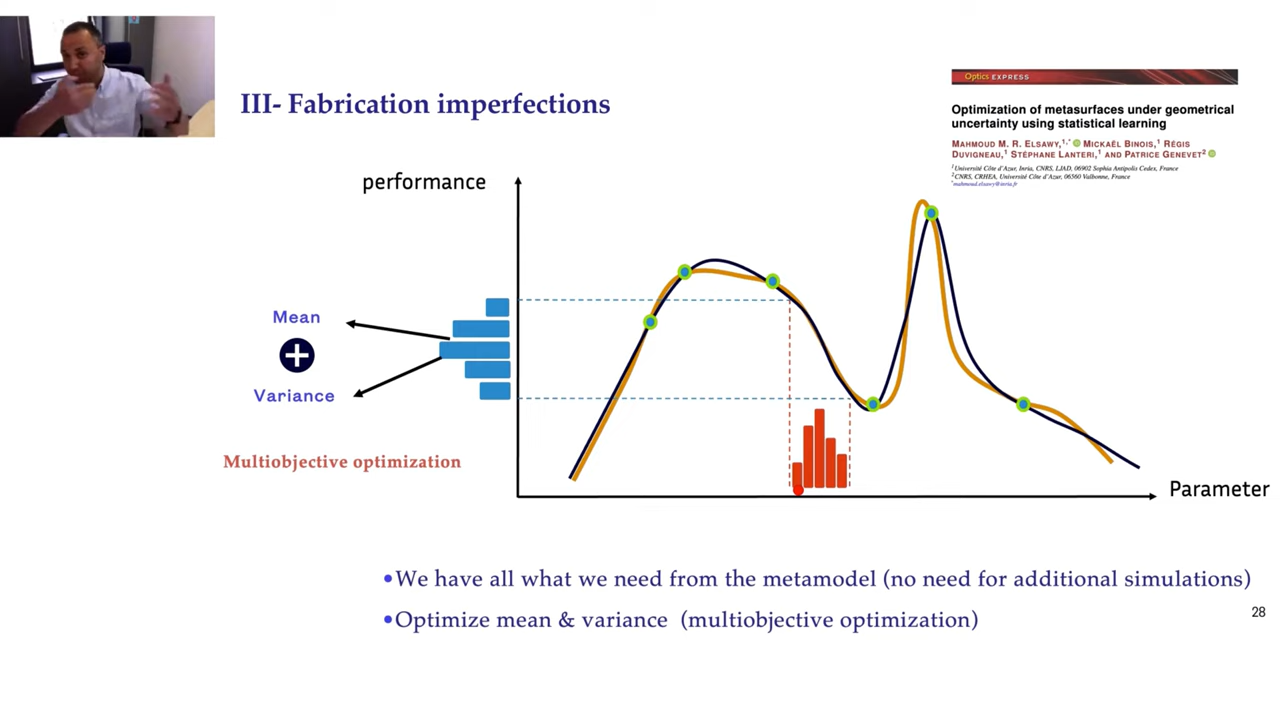 III- Fabrication imperfections
Optics EXPRESS
Optimization of metasurfaces under geometrical
uncertainty using statistical learning
MAHMOUD M. R. ELSAWY,1,* MICKAËL BINOIS,1 RÉGIS
DUVIGNEAU,1 STÉPHANE LANTERI,1 AND PATRICE GENEVET2
1Université Côte d'Azur, Inria, CNRS, LJAD, 06902 Sophia Antipolis Cedex, France
2CNRS, CRHEA, Université Côte d'Azur, 06560 Valbonne, France
*mahmoud.elsawy@inria.fr
performance
Mean
+
Variance
Multiobjective optimization
Parameter
•We have all what we need from the metamodel (no need for additional simulations)
•Optimize mean & variance (multiobjective optimization)
28